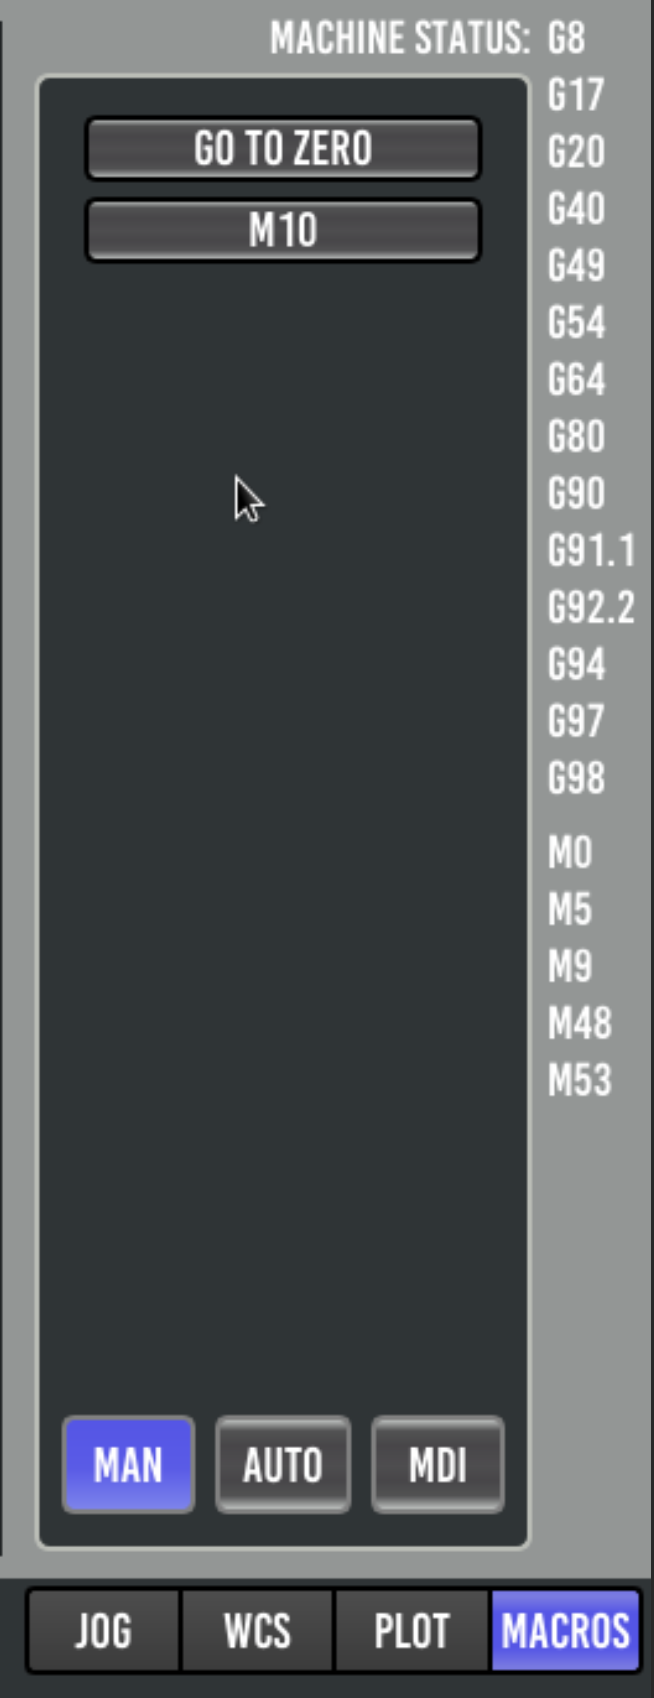 MACHINE STATUS: G8
G17
GO TO ZERO
G20
G40
M10
G49
G54
G64
G80
G90
G91.1
G92.2
G94
G97
G98
M0
M5
M9
M48
M53
MAN AUTO MDI
JOG WCS PLOT MACROS